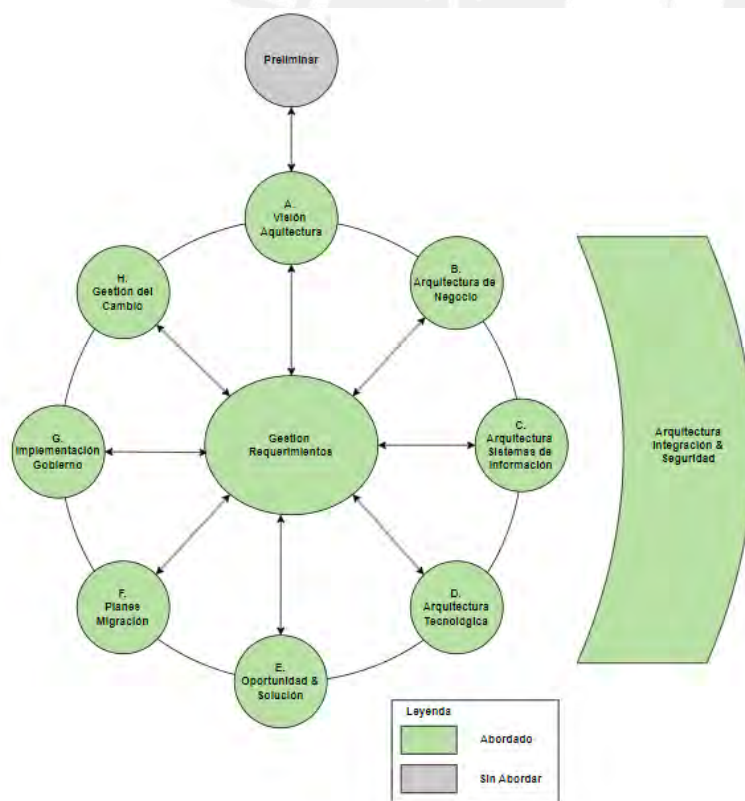 Preliminar
A.
Visión
Aquitectura
B.
Arquitectura de
Negocio
H.
Gestión del
Cambio
C.
Arquitectura
Sistemas de
Información
Gestion
Requerimientos
G.
Implementación
Gobierno
Arquitectura
Integración &
Seguridad
D.
Arquitectura
Tecnológica
F.
Planes
Migración
E.
Oportunidad &
Solución
Leyenda
Abordado
Sin Abordar